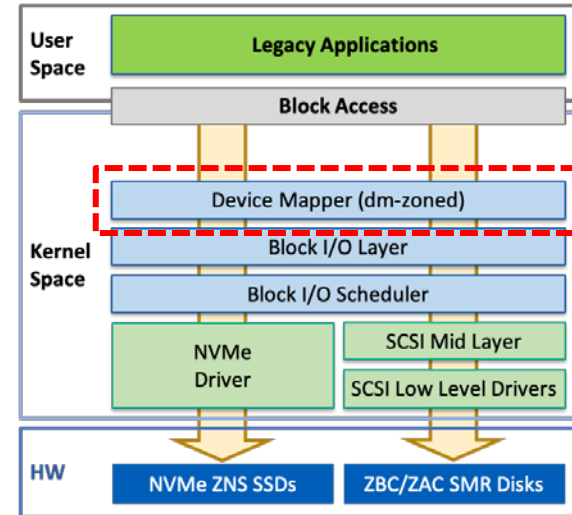 User
Space
Legacy Applications
Block Access
Kernel
Space
Device Mapper (dm-zoned)
Block I/O Layer
Block I/O Scheduler
NVMe
Driver
SCSI Mid Layer
SCSI Low Level Drivers
HW
NVMe ZNS SSDs
ZBC/ZAC SMR Disks